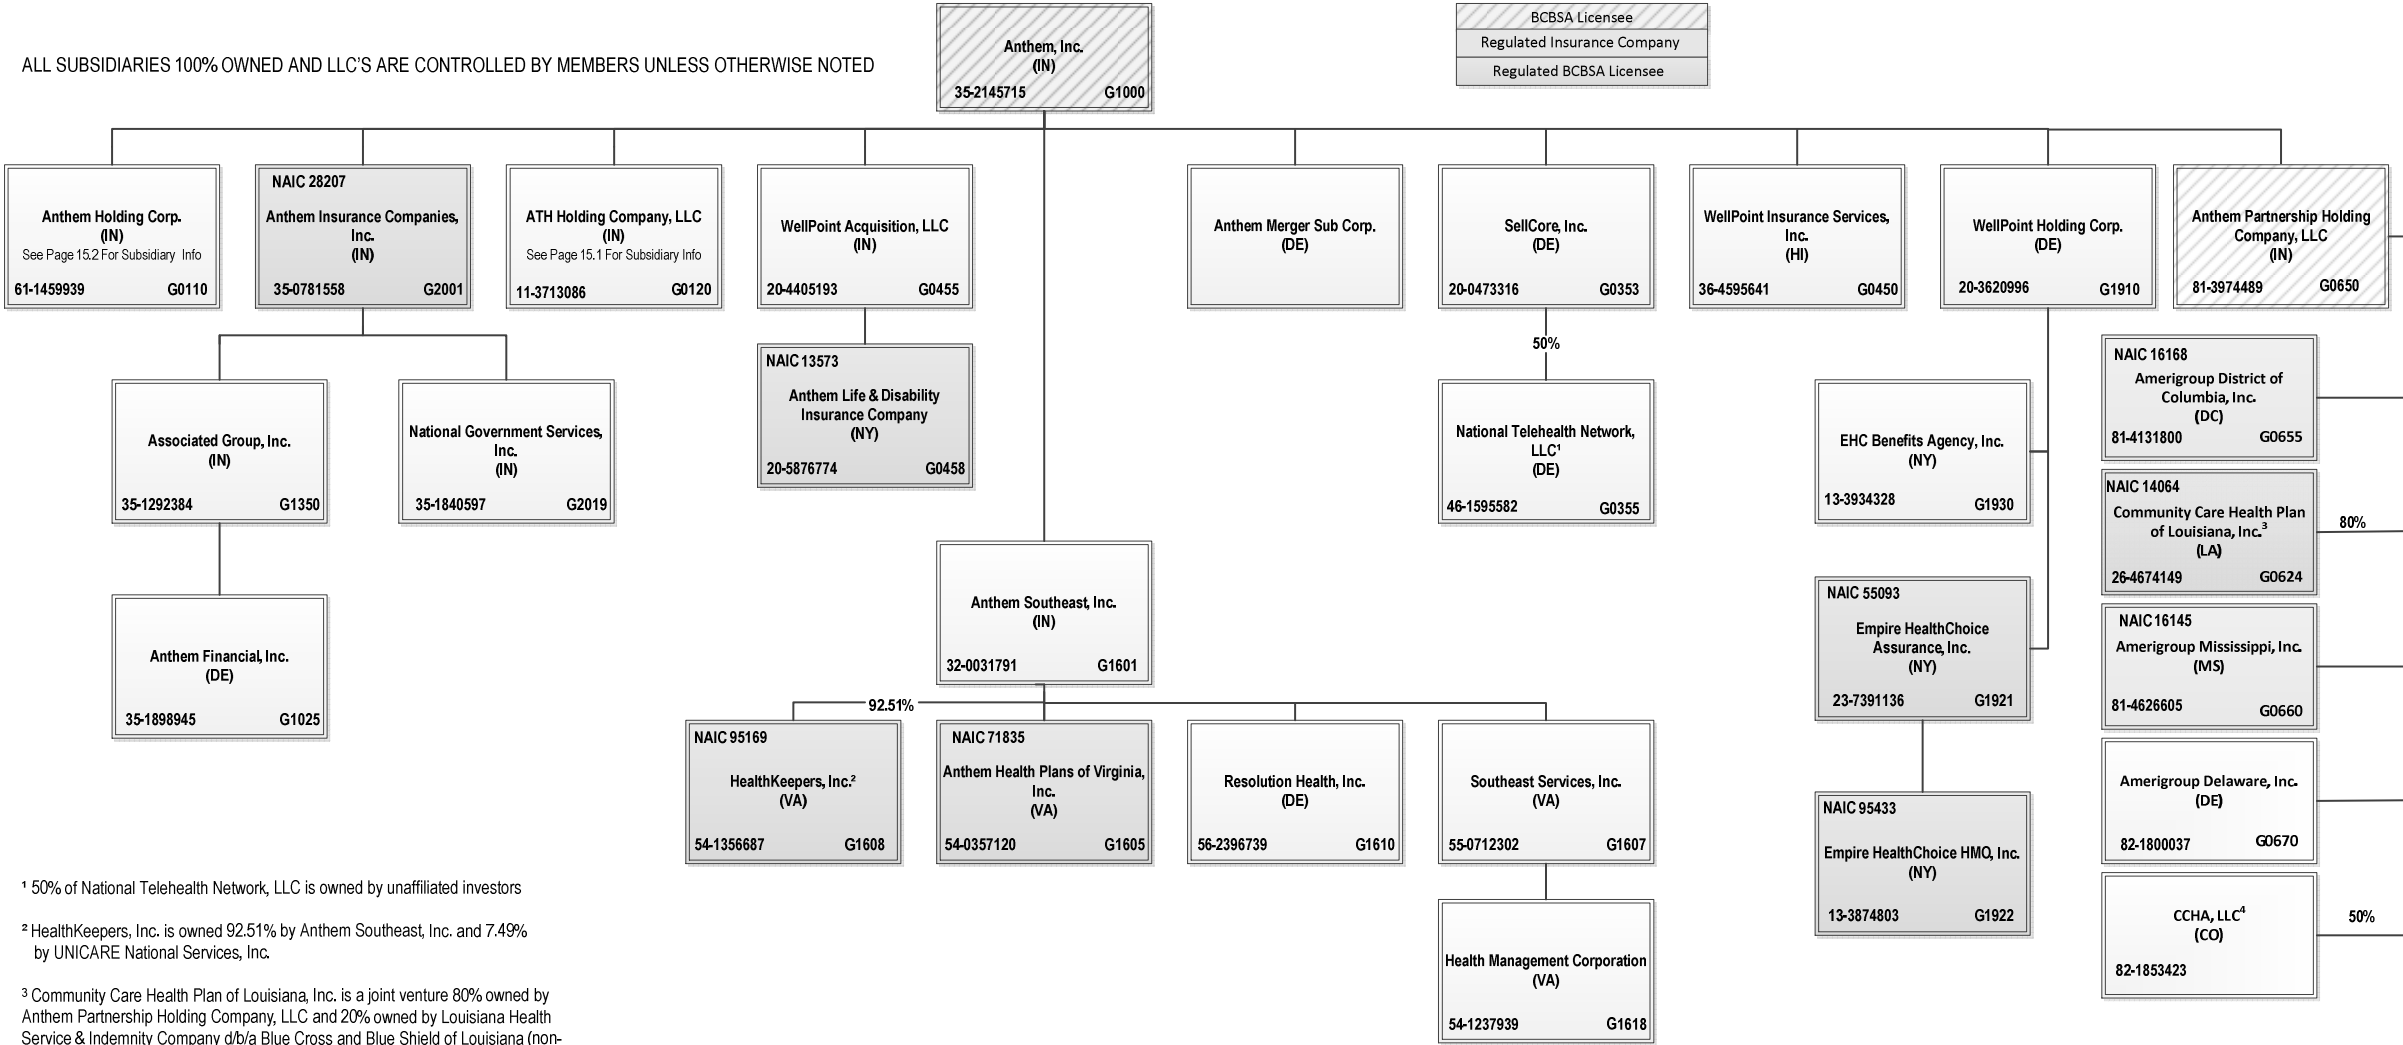 ALL SUBSIDIARIES 100% OWNED AND LLC'S ARE CONTROLLED BY MEMBERS UNLESS OTHERWISE NOTED
Anthem, Inc.
(IN)
35-2145715 G1000
BCBSA Licensee
Regulated Insurance Company
Regulated BCBSA Licensee
Anthem Holding Corp.
(IN)
See Page 15.2 For Subsidiary Info
61-1459939 G0110
NAIC 28207
Anthem Insurance Companies,
Inc.
(IN)
35-0781558 G2001
ATH Holding Company, LLC
(IN)
See Page 15.1 For Subsidiary Info
11-3713086 G0120
WellPoint Acquisition, LLC
(IN)
20-4405193 G0455
Anthem Merger Sub Corp.
(DE)
SellCore, Inc.
(DE)
20-0473316 G0353
WellPoint Insurance Services,
Inc.
(HI)
36-4595641 G0450
WellPoint Holding Corp.
(DE)
20-3620996 G1910
Anthem Partnership Holding
Company, LLC
(IN)
81-3974489 G0650
Associated Group, Inc.
(IN)
35-1292384 G1350
National Government Services,
Inc.
(IN)
35-1840597 G2019
NAIC 13573
Anthem Life & Disability
Insurance Company
(NY)
20-5876774 G0458
50%
National Telehealth Network,
LLC¹
(DE)
46-1595582 G0355
EHC Benefits Agency, Inc.
(NY)
13-3934328 G1930
NAIC 16168
Amerigroup District of
Columbia, Inc.
(DC)
81-4131800 G0655
NAIC 14064
Community Care Health Plan
of Louisiana, Inc.³
(LA)
26-4674149 G0624
80%
Anthem Financial, Inc.
(DE)
35-1898945 G1025
Anthem Southeast, Inc.
(IN)
32-0031791 G1601
NAIC 55093
Empire HealthChoice
Assurance, Inc.
(NY)
23-7391136 G1921
NAIC 16145
Amerigroup Mississippi, Inc.
(MS)
81-4626605 G0660
92.51%
NAIC 95169
HealthKeepers, Inc.²
(VA)
54-1356687 G1608
NAIC 71835
Anthem Health Plans of Virginia,
Inc.
(VA)
54-0357120 G1605
Resolution Health, Inc.
(DE)
56-2396739 G1610
Southeast Services, Inc.
(VA)
55-0712302 G1607
NAIC 95433
Empire HealthChoice HMO, Inc.
(NY)
13-3874803 G1922
Amerigroup Delaware, Inc.
(DE)
82-1800037 G0670
CCHA, LLC⁴
(CO)
82-1853423
50%
Health Management Corporation
(VA)
54-1237939 G1618
¹ 50% of National Telehealth Network, LLC is owned by unaffiliated investors
² HealthKeepers, Inc. is owned 92.51% by Anthem Southeast, Inc. and 7.49%
by UNICARE National Services, Inc.
³ Community Care Health Plan of Louisiana, Inc. is a joint venture 80% owned by
Anthem Partnership Holding Company, LLC and 20% owned by Louisiana Health
Service & Indemnity Company d/b/a Blue Cross and Blue Shield of Louisiana (non-